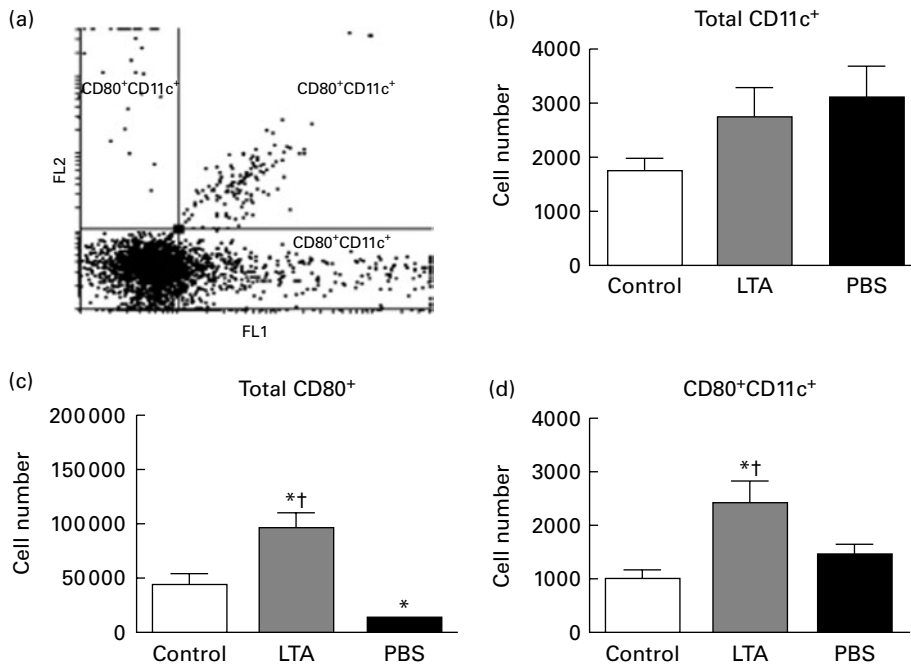 (a)
CD80⁺CD11c⁺
CD80⁺CD11c⁺
CD80⁺CD11c⁺
FL2
FL1
(b)
Total CD11c⁺
Cell number
4000
3000
2000
1000
0
Control LTA PBS
(c)
Total CD80⁺
Cell number
200 000
150 000
100 000
50 000
0
*†
*
Control LTA PBS
(d)
CD80⁺CD11c⁺
Cell number
4000
3000
2000
1000
0
*†
Control LTA PBS